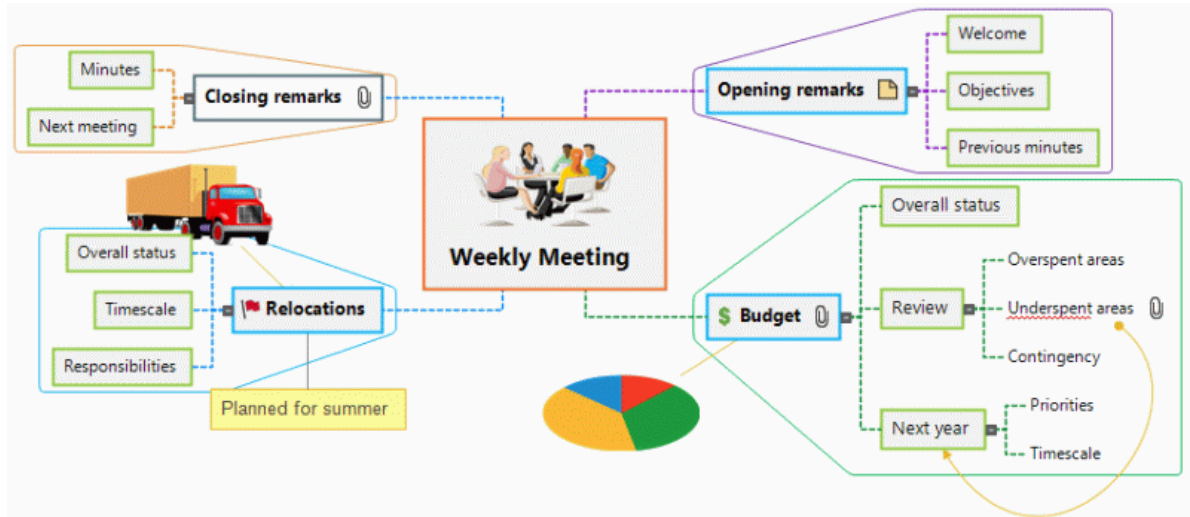 Minutes
Next meeting
Closing remarks
Weekly Meeting
Opening remarks
Welcome
Objectives
Previous minutes
Overall status
Timescale
Responsibilities
Relocations
Planned for summer
$ Budget
Overall status
Review
Overspent areas
Underspent areas
Contingency
Next year
Priorities
Timescale